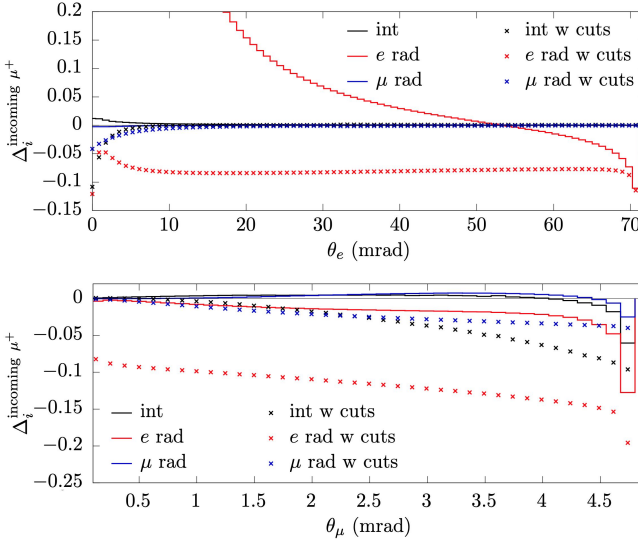 0.2
0.15
0.1
0.05
0
−0.05
−0.1
−0.15
Δᵢ^incoming μ⁺
int
e rad
μ rad
int w cuts
e rad w cuts
μ rad w cuts
0 10 20 30 40 50 60 70
θₑ (mrad)
0
−0.05
−0.1
−0.15
−0.2
−0.25
Δᵢ^incoming μ⁺
int
e rad
μ rad
int w cuts
e rad w cuts
μ rad w cuts
0.5 1 1.5 2 2.5 3 3.5 4 4.5
θ_μ (mrad)